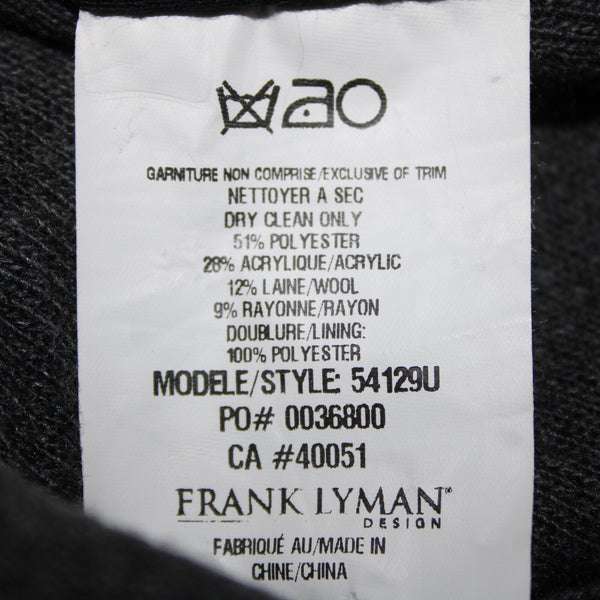 GARNITURE NON COMPRISE/EXCLUSIVE OF TRIM
NETTOYER A SEC
DRY CLEAN ONLY
51% POLYESTER
28% ACRYLIQUE/ACRYLIC
12% LAINE/WOOL
9% RAYONNE/RAYON
DOUBLURE/LINING:
100% POLYESTER
MODELE/STYLE: 54129U
PO# 0036800
CA #40051
FRANK LYMAN
DESIGN
FABRIQUÉ AU/MADE IN
CHINE/CHINA